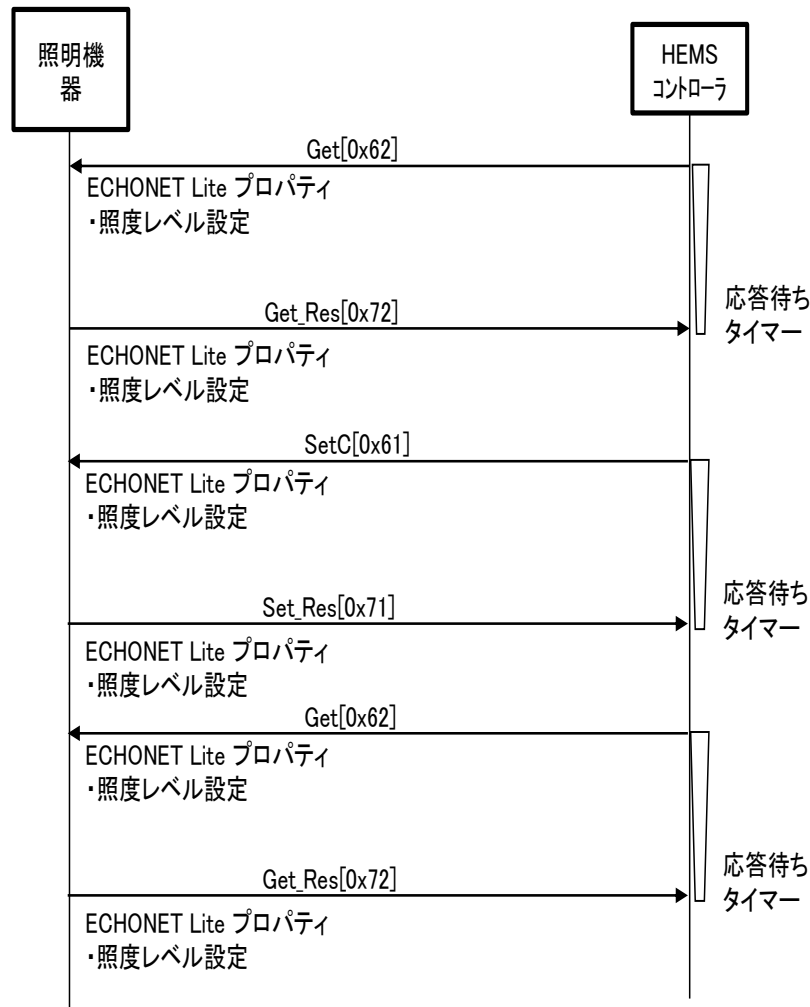 照明機
器
HEMS
コントローラ
Get[0x62]
ECHONET Lite プロパティ
・照度レベル設定
応答待ち
タイマー
Get_Res[0x72]
ECHONET Lite プロパティ
・照度レベル設定
SetC[0x61]
ECHONET Lite プロパティ
・照度レベル設定
応答待ち
タイマー
Set_Res[0x71]
ECHONET Lite プロパティ
・照度レベル設定
Get[0x62]
ECHONET Lite プロパティ
・照度レベル設定
応答待ち
タイマー
Get_Res[0x72]
ECHONET Lite プロパティ
・照度レベル設定